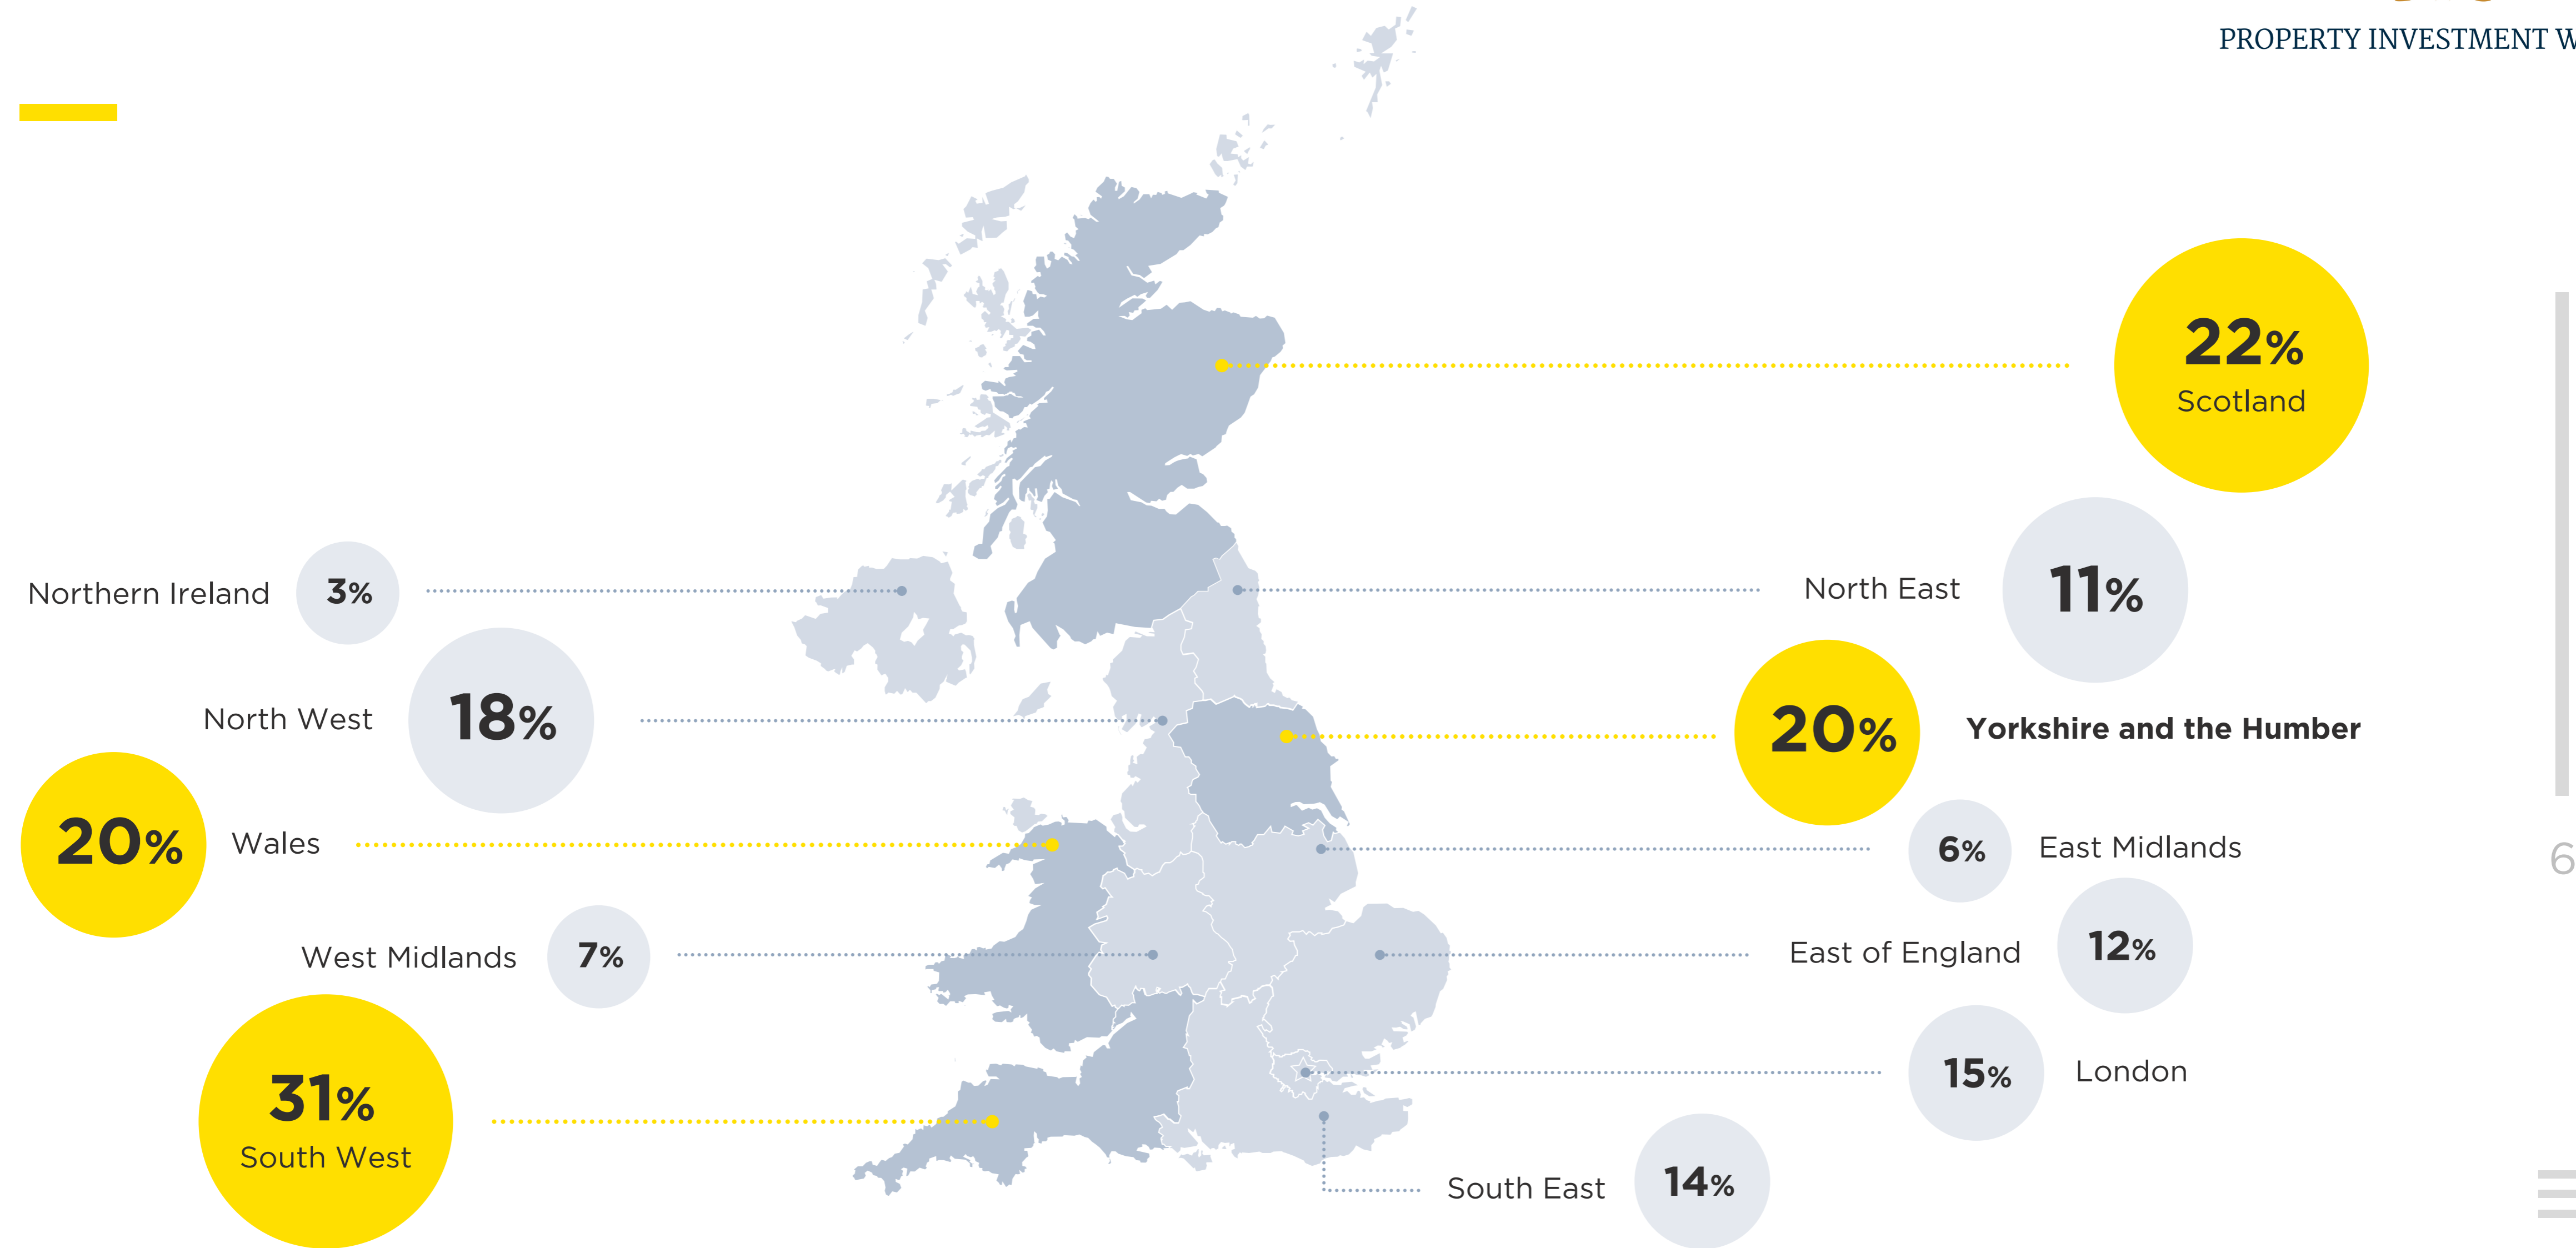 PROPERTY INVESTMENT
22%
Scotland
Northern Ireland 3%
North East 11%
North West 18%
20% Yorkshire and the Humber
20% Wales
6% East Midlands
6
West Midlands 7%
East of England 12%
31%
South West
15% London
South East 14%